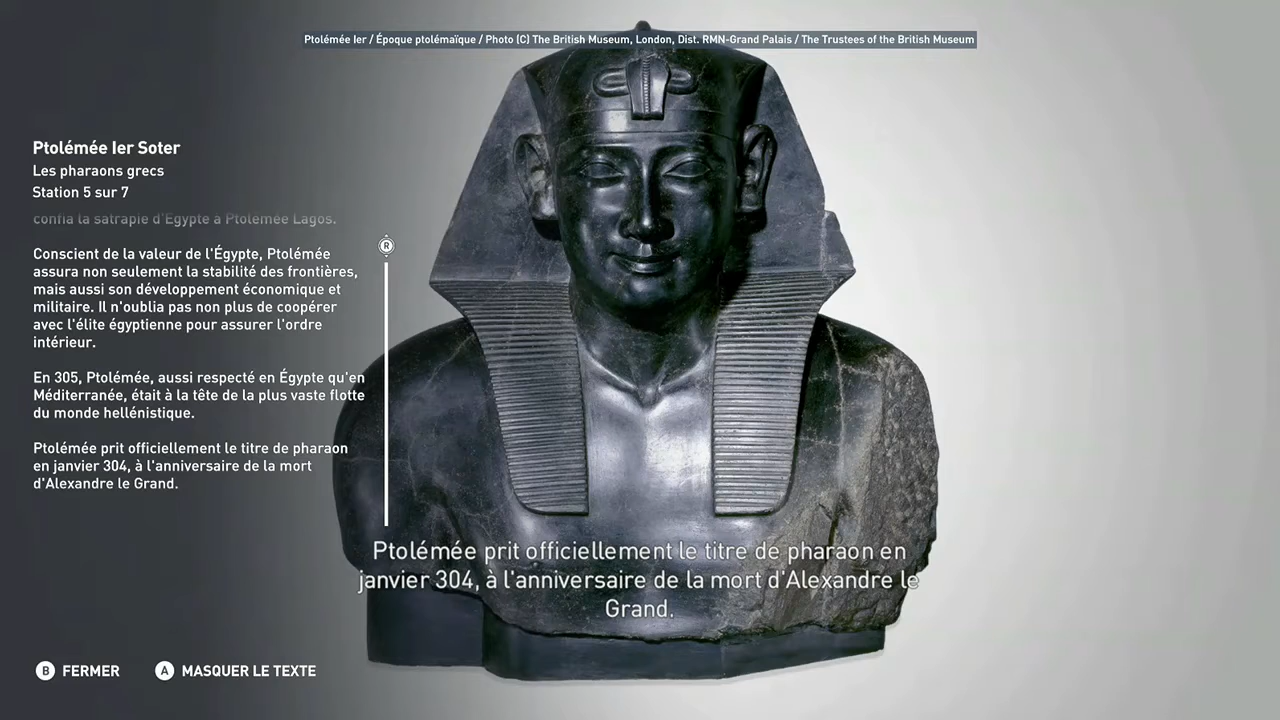 Ptolémée Ier / Époque ptolémaïque / Photo (C) The British Museum, London, Dist. RMN-Grand Palais / The Trustees of the British Museum
Ptolémée Ier Soter
Les pharaons grecs
Station 5 sur 7
confia la satrapie d'Égypte à Ptolémée Lagos.
Conscient de la valeur de l'Égypte, Ptolémée
assura non seulement la stabilité des frontières,
mais aussi son développement économique et
militaire. Il n'oublia pas non plus de coopérer
avec l'élite égyptienne pour assurer l'ordre
intérieur.
En 305, Ptolémée, aussi respecté en Égypte qu'en
Méditerranée, était à la tête de la plus vaste flotte
du monde hellénistique.
Ptolémée prit officiellement le titre de pharaon
en janvier 304, à l'anniversaire de la mort
d'Alexandre le Grand.
R
Ptolémée prit officiellement le titre de pharaon en
janvier 304, à l'anniversaire de la mort d'Alexandre le
Grand.
B FERMER A MASQUER LE TEXTE